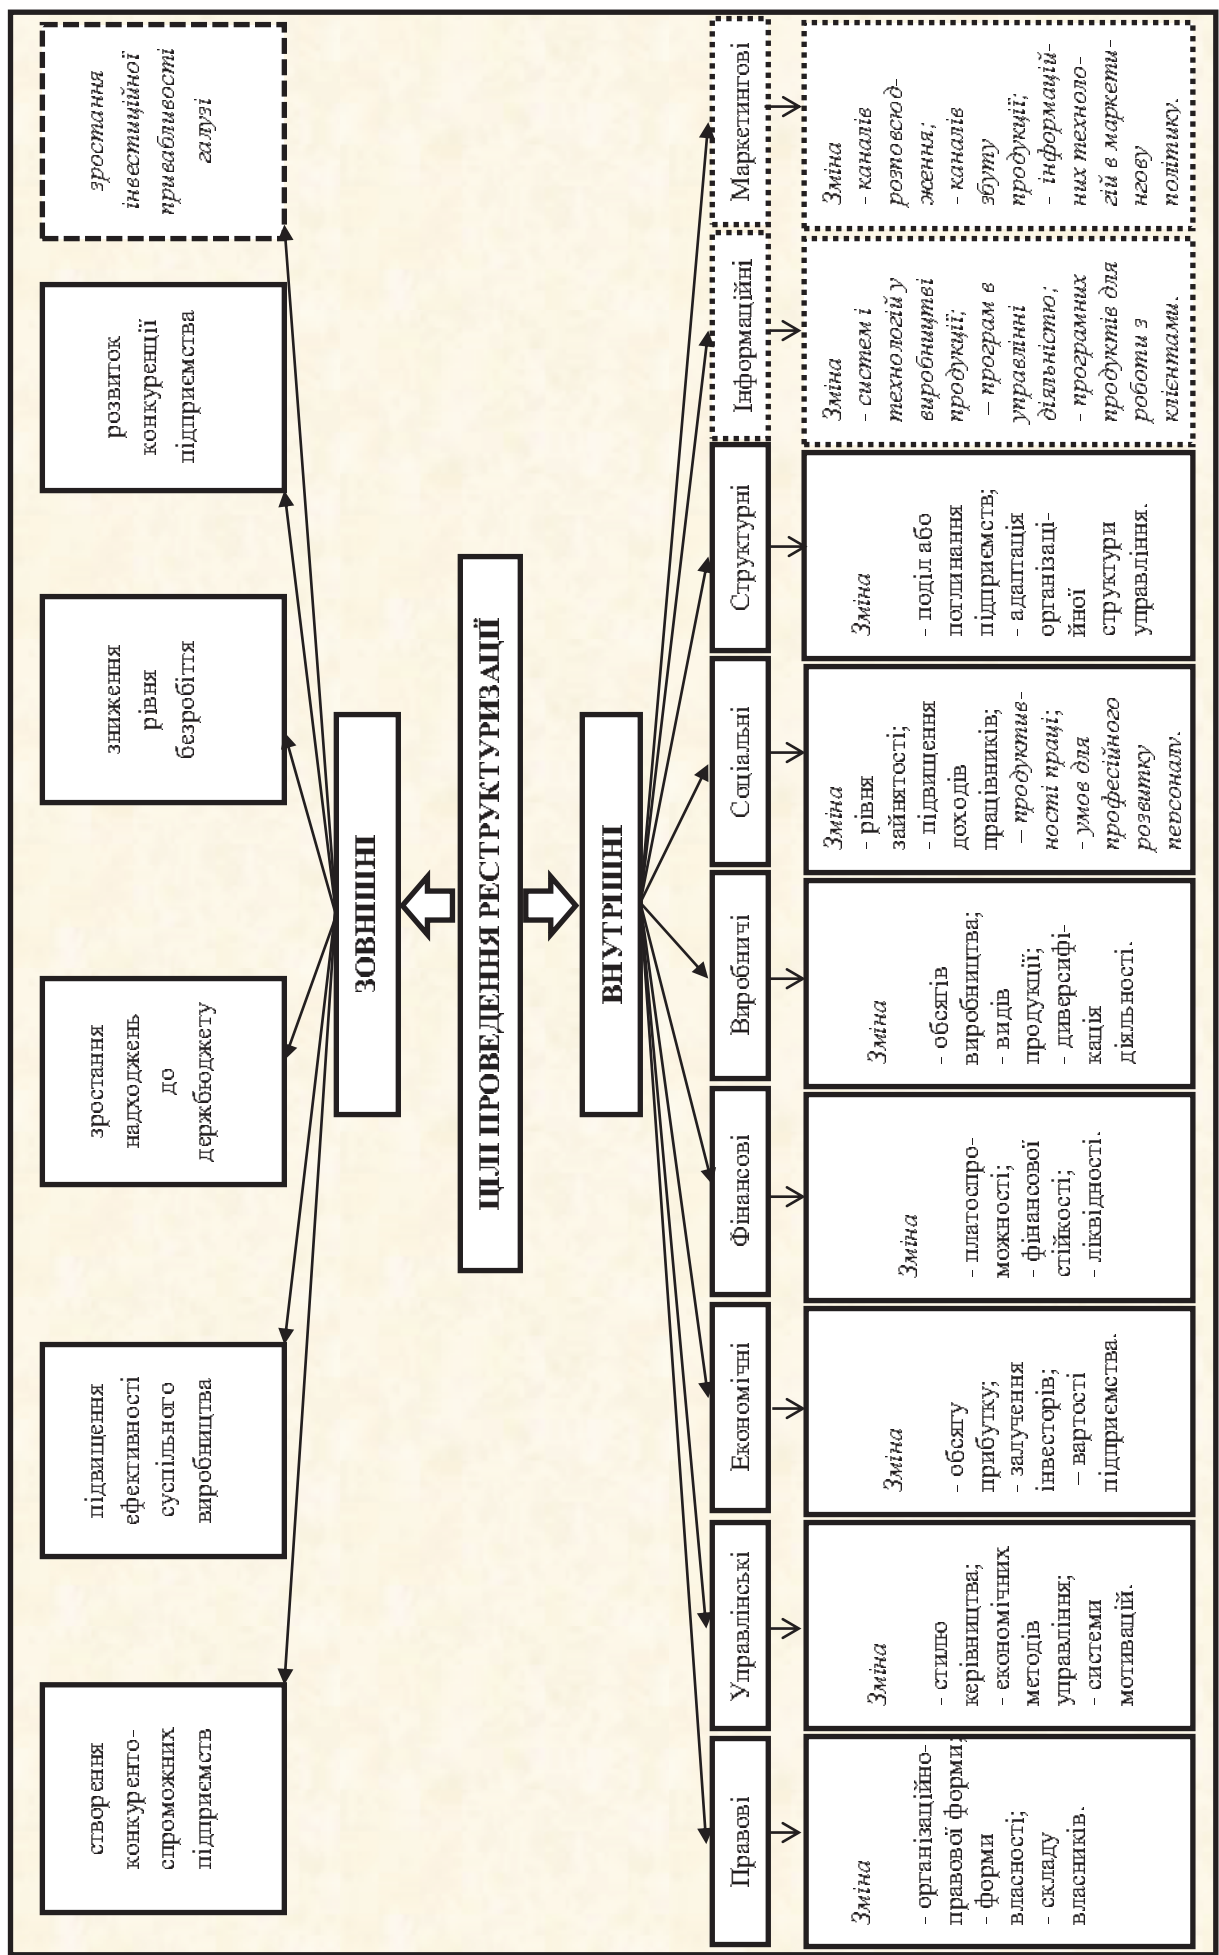 створення
конкуренто-
спроможних
підприємств
підвищення
ефективності
суспільного
виробництва
зростання
надходжень
до
держбюджету
зниження
рівня
безробіття
розвиток
конкуренції
підприємства
зростання
інвестиційної
привабливості
галузі
ЗОВНІШНІ
ЦІЛІ ПРОВЕДЕННЯ РЕСТРУКТУРИЗАЦІЇ
ВНУТРІШНІ
Правові
Управлінські
Економічні
Фінансові
Виробничі
Соціальні
Структурні
Інформаційні
Маркетингові
Зміна
- організаційно-
правової форми;
- форми
власності;
- складу
власників.
Зміна
- стилю
керівництва;
- економічних
методів
управління;
- системи
мотивацій.
Зміна
- обсягу
прибутку;
- залучення
інвесторів;
– вартості
підприємства.
Зміна
- платоспро-
можності;
- фінансової
стійкості;
- ліквідності.
Зміна
- обсягів
виробництва;
- видів
продукції;
- диверсифі-
кація
діяльності.
Зміна
- рівня
зайнятості;
- підвищення
доходів
працівників;
– продуктив-
ності праці;
- умов для
професійного
розвитку
персоналу.
Зміна
- поділ або
поглинання
підприємств;
- адаптація
організаці-
йної
структури
управління.
Зміна
- систем і
технологій у
виробництві
продукції;
– програм в
управлінні
діяльністю;
- програмних
продуктів для
роботи з
клієнтами.
Зміна
- каналів
розповсюд-
ження;
- каналів
збуту
продукції;
- інформацій-
них техноло-
гій в маркети-
нгову
політику.